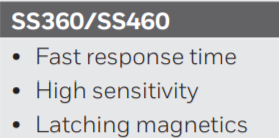 SS360/SS460
• Fast response time
• High sensitivity
• Latching magnetics